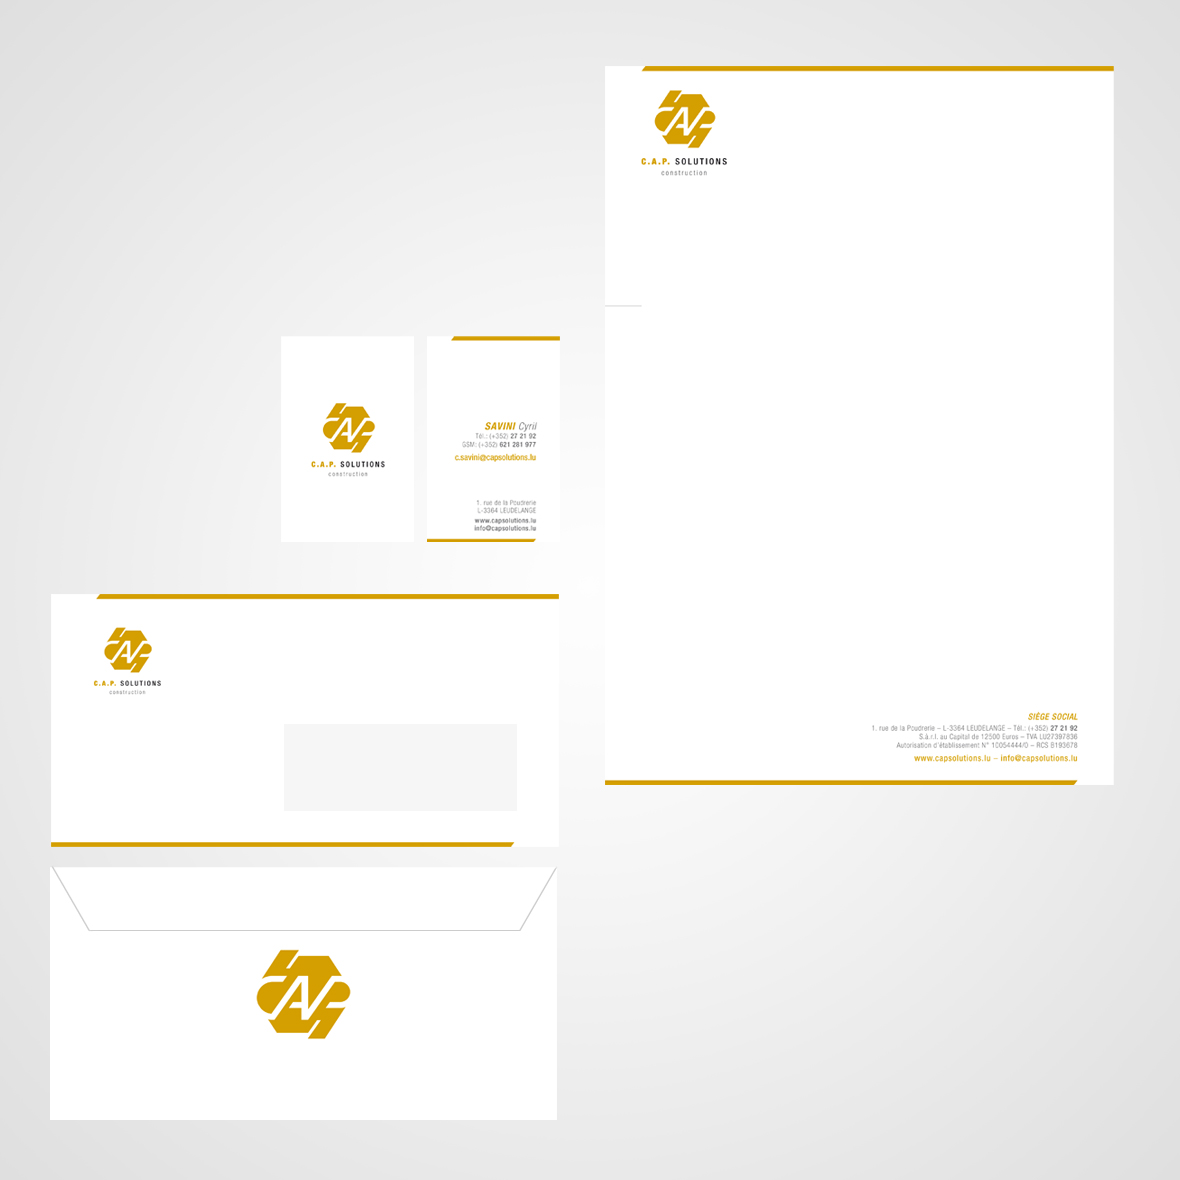 C.A.P. SOLUTIONS
construction
SIÈGE SOCIAL
1. rue de la Poudrerie – L-3364 LEUDELANGE – Tél.: (+352) 27 21 92
S.à.r.l. au Capital de 12500 Euros – TVA LU27397836
Autorisation d'établissement N° 10054444/0 – RCS B193678
www.capsolutions.lu – info@capsolutions.lu
C.A.P. SOLUTIONS
construction
SAVINI Cyril
Tél.: (+352) 27 21 92
GSM: (+352) 621 281 977
c.savini@capsolutions.lu
1. rue de la Poudrerie
L-3364 LEUDELANGE
www.capsolutions.lu
info@capsolutions.lu
C.A.P. SOLUTIONS
construction